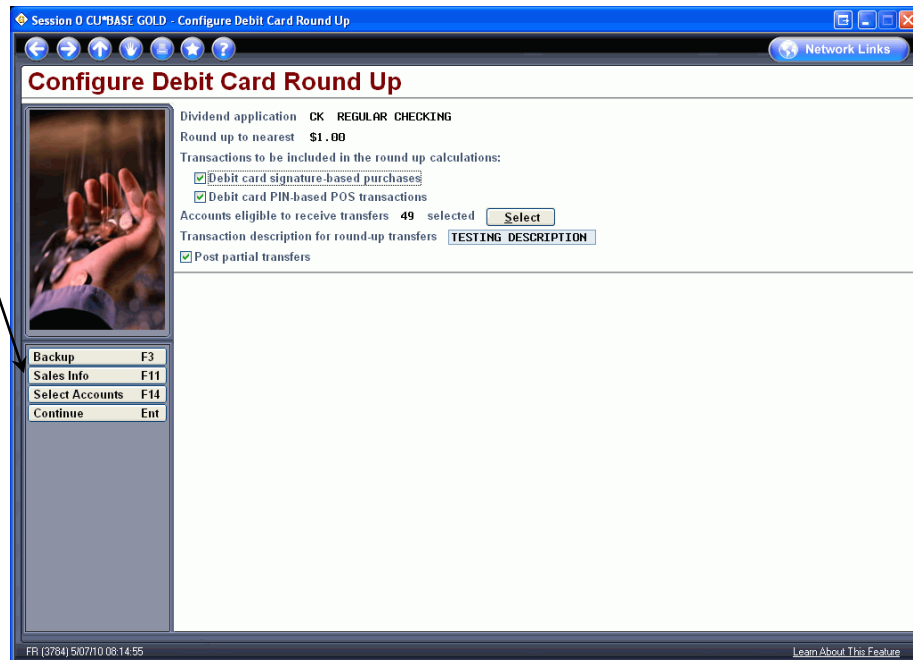 Session 0 CU*BASE GOLD - Configure Debit Card Round Up
Network Links
Configure Debit Card Round Up
Dividend application CK REGULAR CHECKING
Round up to nearest $1.00
Transactions to be included in the round up calculations:
Debit card signature-based purchases
Debit card PIN-based POS transactions
Accounts eligible to receive transfers 49 selected Select
Transaction description for round-up transfers TESTING DESCRIPTION
Post partial transfers
Backup F3
Sales Info F11
Select Accounts F14
Continue Ent
FR (3784) 5/07/10 08:14:55
Learn About This Feature